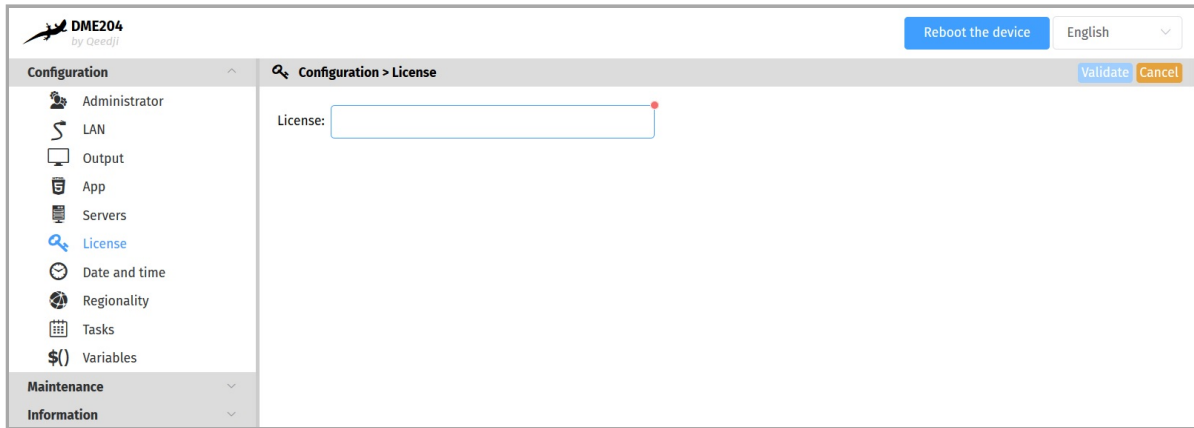 DME204
by Qeedji
Reboot the device
English
Configuration
Configuration > License
Validate
Cancel
Administrator
LAN
Output
App
Servers
License
Date and time
Regionality
Tasks
$() Variables
Maintenance
Information
License: